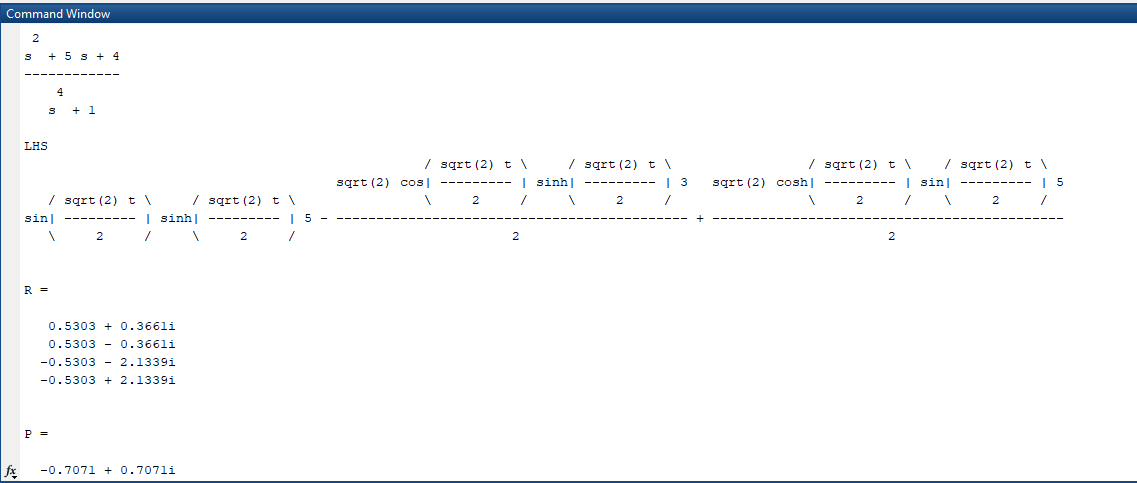 Command Window
 2
s  + 5 s + 4
------------
    4
   s  + 1
LHS
                                                  / sqrt(2) t \     / sqrt(2) t \                 / sqrt(2) t \    / sqrt(2) t \
                                       sqrt(2) cos| --------- | sinh| --------- | 3   sqrt(2) cosh| --------- | sin| --------- | 5
   / sqrt(2) t \     / sqrt(2) t \                \     2     /     \     2     /                 \     2     /    \     2     /
sin| --------- | sinh| --------- | 5 - -------------------------------------------- + --------------------------------------------
   \     2     /     \     2     /                           2                                              2
R =
   0.5303 + 0.3661i
   0.5303 - 0.3661i
  -0.5303 - 2.1339i
  -0.5303 + 2.1339i
P =
fx  -0.7071 + 0.7071i